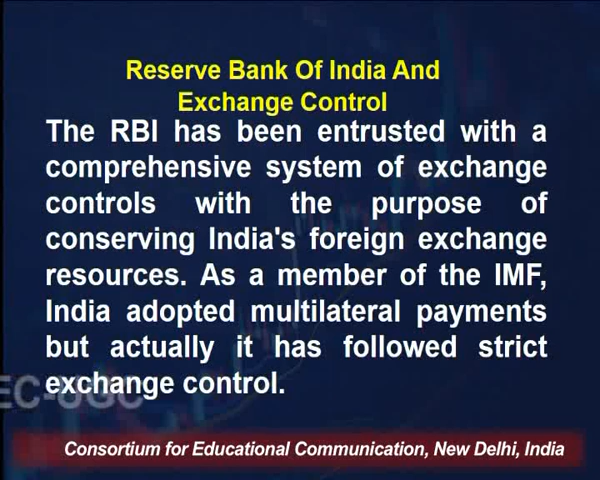 Reserve Bank Of India And
Exchange Control
The RBI has been entrusted with a
comprehensive system of exchange
controls with the purpose of
conserving India's foreign exchange
resources. As a member of the IMF,
India adopted multilateral payments
but actually it has followed strict
exchange control.
EC-UGC
Consortium for Educational Communication, New Delhi, India